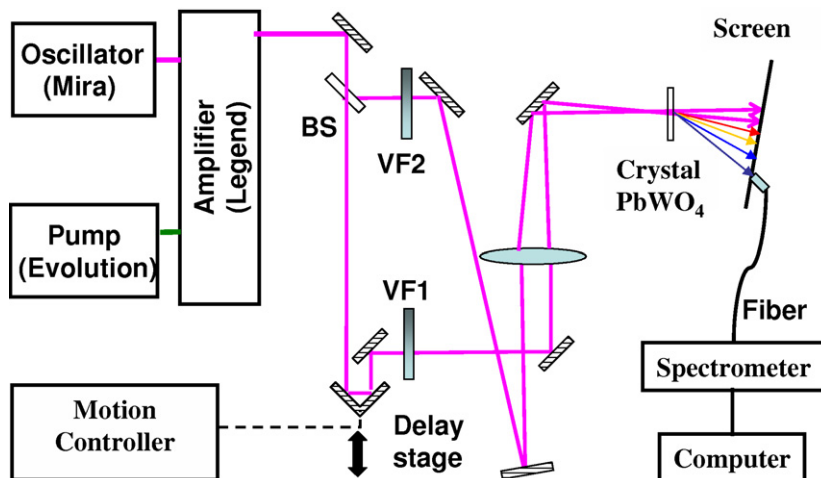 Oscillator
(Mira)
Pump
(Evolution)
Amplifier
(Legend)
BS
VF2
VF1
Motion
Controller
Delay
stage
Screen
Crystal
PbWO₄
Fiber
Spectrometer
Computer